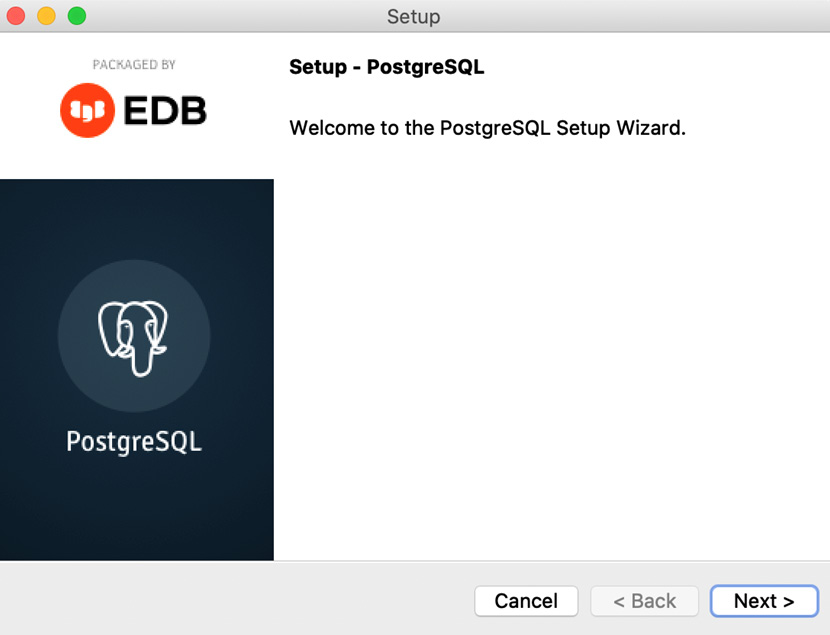 Setup
PACKAGED BY
EDB
Setup - PostgreSQL
Welcome to the PostgreSQL Setup Wizard.
PostgreSQL
Cancel
< Back
Next >